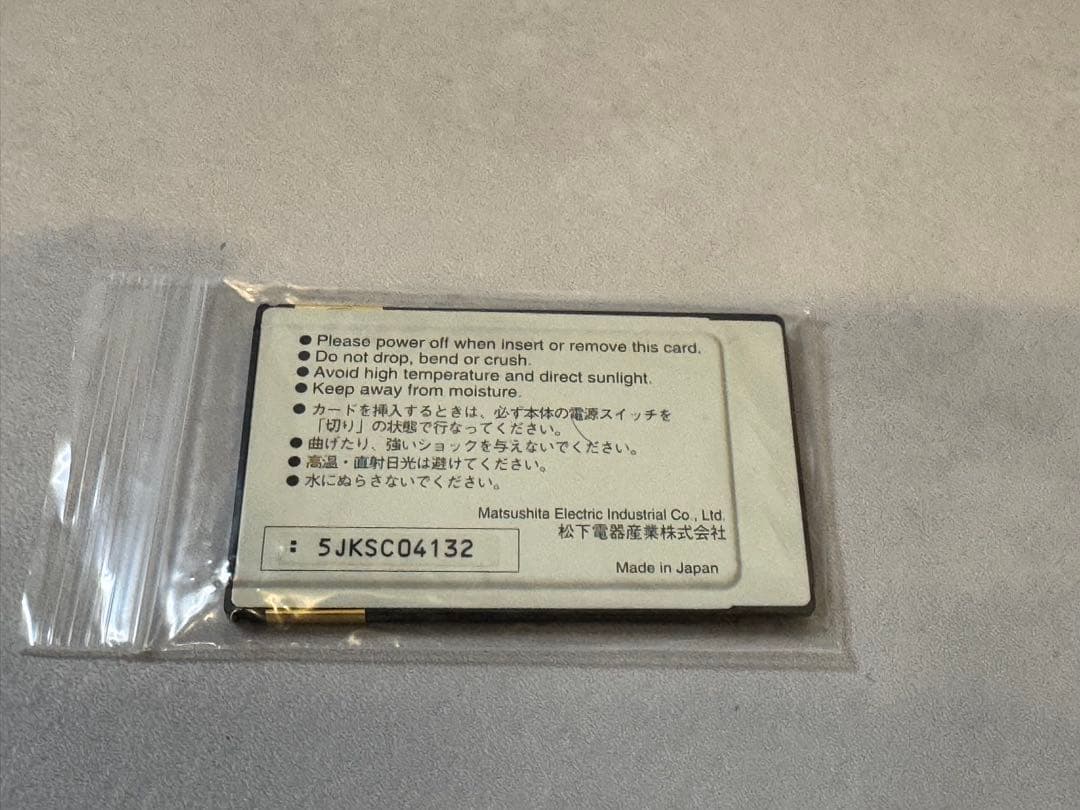 ● Please power off when insert or remove this card.
● Do not drop, bend or crush.
● Avoid high temperature and direct sunlight.
● Keep away from moisture.
● カードを挿入するときは、必ず本体の電源スイッチを
「切り」の状態で行なってください。
● 曲げたり、強いショックを与えないでください。
● 高温・直射日光は避けてください。
● 水にぬらさないでください。
Matsushita Electric Industrial Co., Ltd.
松下電器産業株式会社
: 5JKSC04132
Made in Japan